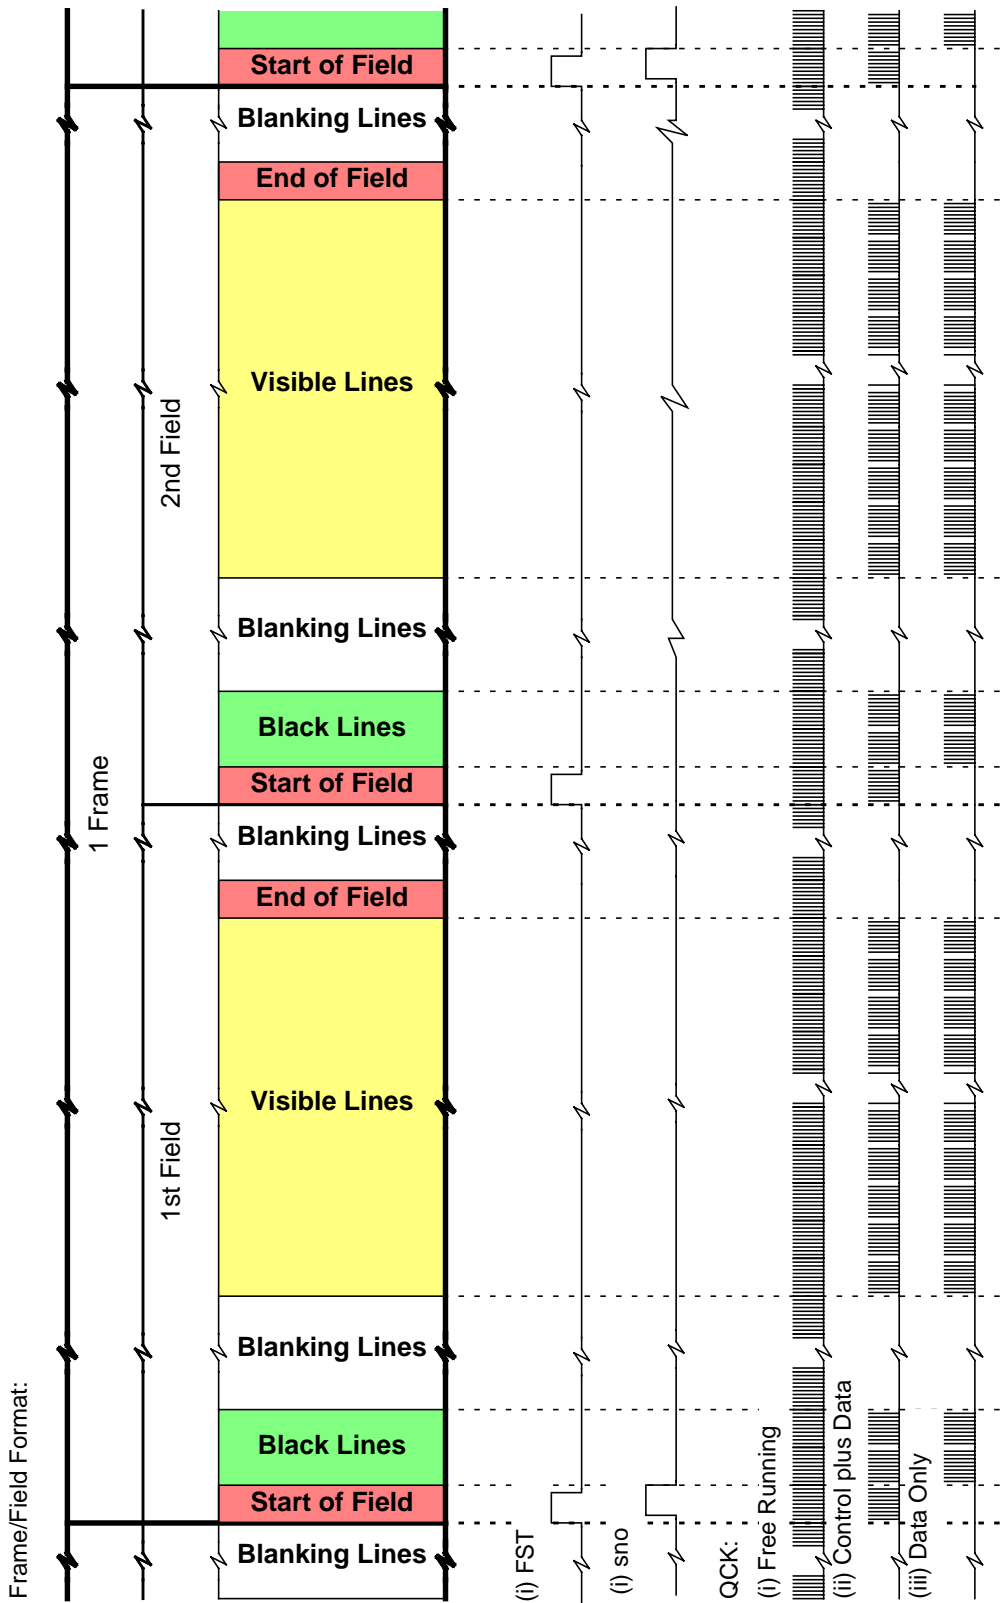 Start of Field
Blanking Lines
End of Field
Visible Lines
2nd Field
Blanking Lines
Black Lines
Start of Field
1 Frame
Blanking Lines
End of Field
Visible Lines
1st Field
Blanking Lines
Black Lines
Start of Field
Blanking Lines
Frame/Field Format:
(i) FST
(i) sno
QCK:
(i) Free Running
(ii) Control plus Data
(iii) Data Only